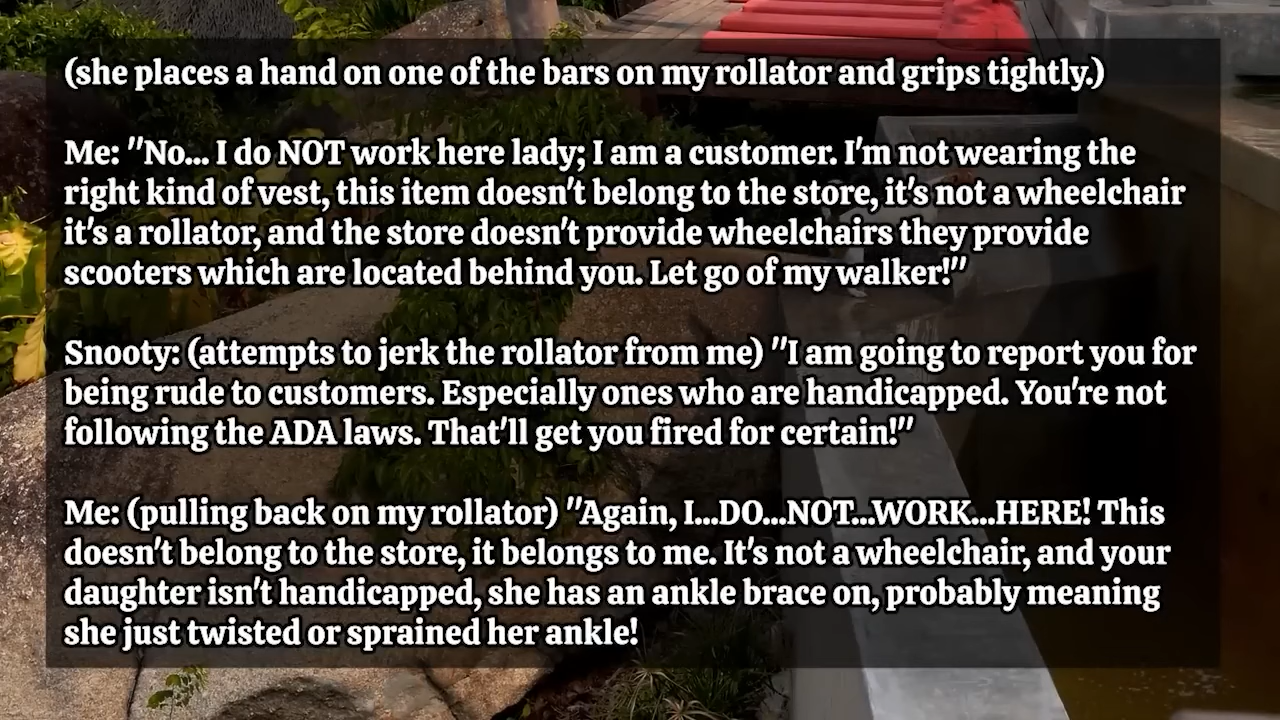 (she places a hand on one of the bars on my rollator and grips tightly.)
Me: "No... I do NOT work here lady; I am a customer. I'm not wearing the
right kind of vest, this item doesn't belong to the store, it's not a wheelchair
it's a rollator, and the store doesn't provide wheelchairs they provide
scooters which are located behind you. Let go of my walker!"
Snooty: (attempts to jerk the rollator from me) "I am going to report you for
being rude to customers. Especially ones who are handicapped. You're not
following the ADA laws. That'll get you fired for certain!"
Me: (pulling back on my rollator) "Again, I...DO...NOT...WORK...HERE! This
doesn't belong to the store, it belongs to me. It's not a wheelchair, and your
daughter isn't handicapped, she has an ankle brace on, probably meaning
she just twisted or sprained her ankle!